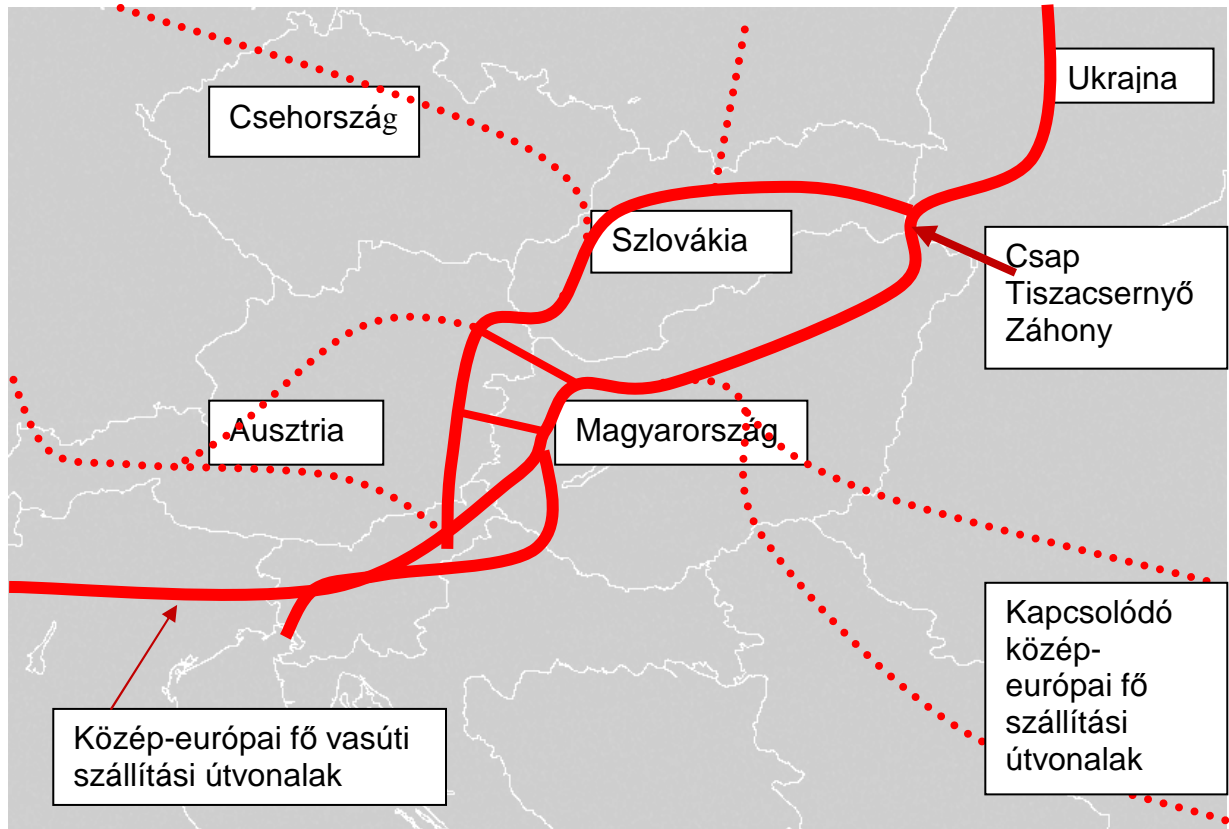 Ukrajna
Csehország
Szlovákia
Csap
Tiszacsernyő
Záhony
Ausztria
Magyarország
Kapcsolódó
közép-
európai fő
szállítási
útvonalak
Közép-európai fő vasúti
szállítási útvonalak